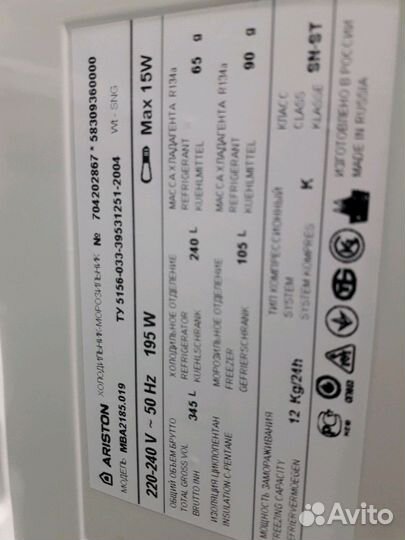 ARISTON ХОЛОДИЛЬНИК-МОРОЗИЛЬНИК № 704202867 * 58309360000
МОДЕЛЬ MBA2185.019 ТУ 5156-033-39531251-2004 WI - SNG
220-240 V ~ 50 Hz 195 W Max 15W
ОБЩИЙ ОБЪЕМ БРУТТО
TOTAL GROSS VOL
BRUTTO INH 345 L
ХОЛОДИЛЬНОЕ ОТДЕЛЕНИЕ
REFRIGERATOR
KUEHLSCHRANK 240 L
МАССА ХЛАДАГЕНТА R134a
REFRIGERANT
KUEHLMITTEL 65 g
ИЗОЛЯЦИЯ ЦИКЛОПЕНТАН
INSULATION C-PENTANE
МОРОЗИЛЬНОЕ ОТДЕЛЕНИЕ
FREEZER
GEFRIERSCHRANK 105 L
МАССА ХЛАДАГЕНТА R134a
REFRIGERANT
KUEHLMITTEL 90 g
МОЩНОСТЬ ЗАМОРАЖИВАНИЯ
FREEZING CAPACITY
GEFRIERVERMOEGEN 12 Kg/24h
ТИП КОМПРЕССИОННЫЙ
SYSTEM
SYSTEM KOMPRES K
КЛАСС
CLASS
KLASSE SN-ST
ИЗГОТОВЛЕНО В РОССИИ
MADE IN RUSSIA
Avito